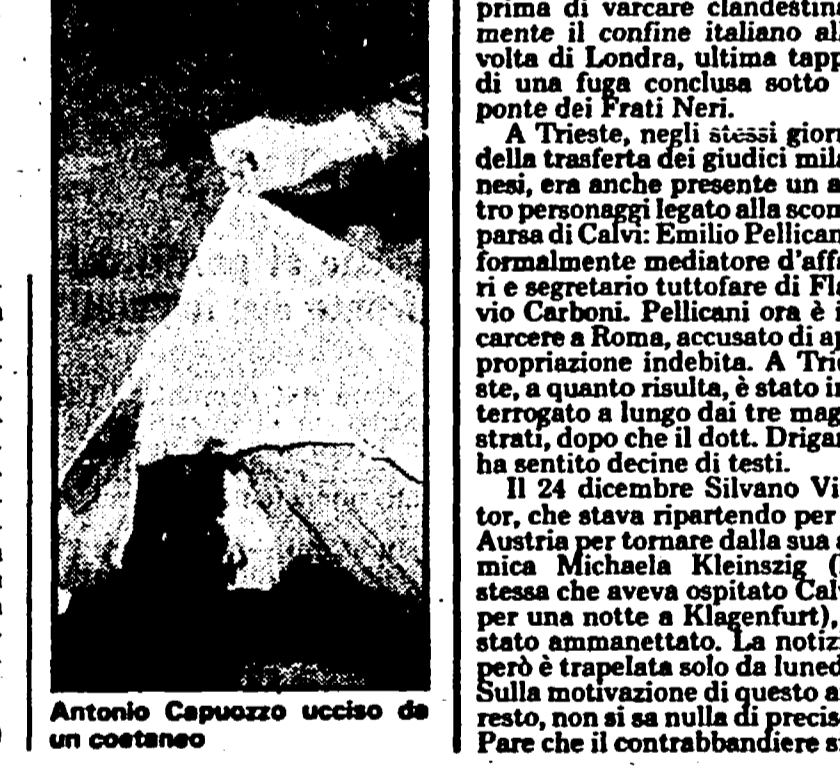 Antonio Capuozzo ucciso da
un coetaneo
prima di varcare clandestina
mente il confine italiano al
volta di Londra, ultima tapp
di una fuga conclusa sotto
ponte dei Frati Neri.
A Trieste, negli stessi gior
della trasferta dei giudici mila
nesi, era anche presente un a
tro personaggi legato alla scom
parsa di Calvi: Emilio Pellican
formalmente mediatore d'affa
ri e segretario tuttofare di Fla
vio Carboni. Pellicani ora è i
carcere a Roma, accusato di ap
propriazione indebita. A Trie
ste, a quanto risulta, è stato in
terrogato a lungo dai tre mag
strati, dopo che il dott. Drigan
ha sentito decine di testi.
Il 24 dicembre Silvano Vi
tor, che stava ripartendo per
Austria per tornare dalla sua a
mica Michaela Kleinszig (
stessa che aveva ospitato Calv
per una notte a Klagenfurt),
stato ammanettato. La notiz
però è trapelata solo da luned
Sulla motivazione di questo a
resto, non si sa nulla di precis
Pare che il contrabbandiere s